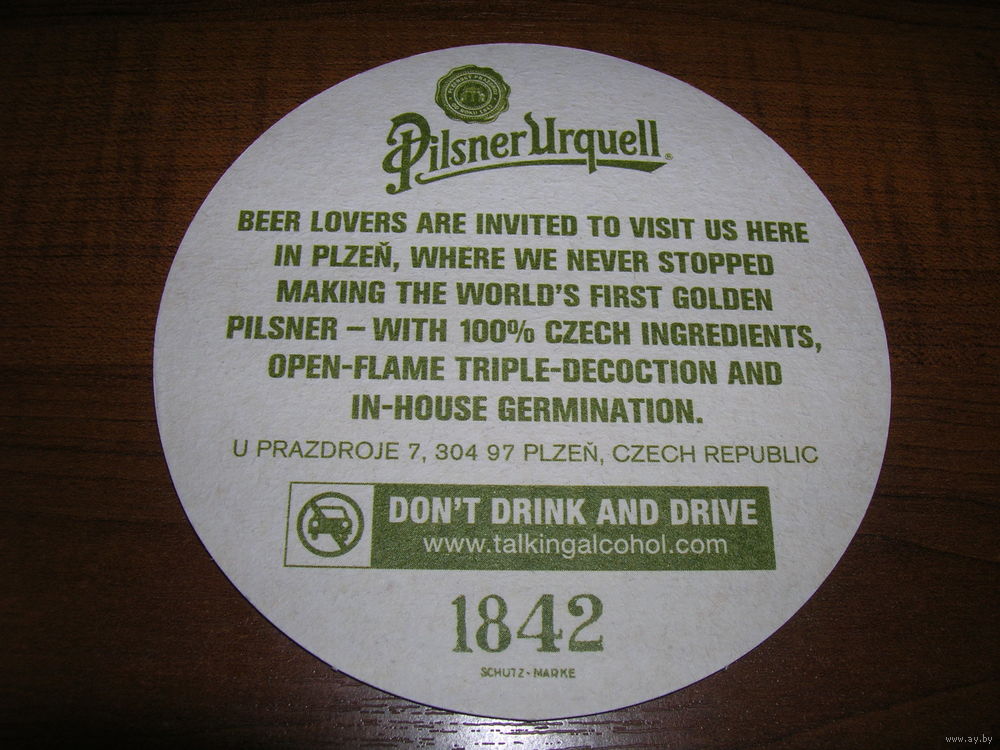 Pilsner Urquell®
BEER LOVERS ARE INVITED TO VISIT US HERE
IN PLZEŇ, WHERE WE NEVER STOPPED
MAKING THE WORLD'S FIRST GOLDEN
PILSNER – WITH 100% CZECH INGREDIENTS,
OPEN-FLAME TRIPLE-DECOCTION AND
IN-HOUSE GERMINATION.
U PRAZDROJE 7, 304 97 PLZEŇ, CZECH REPUBLIC
DON'T DRINK AND DRIVE
www.talkingalcohol.com
1842
SCHUTZ-MARKE
www.ay.by